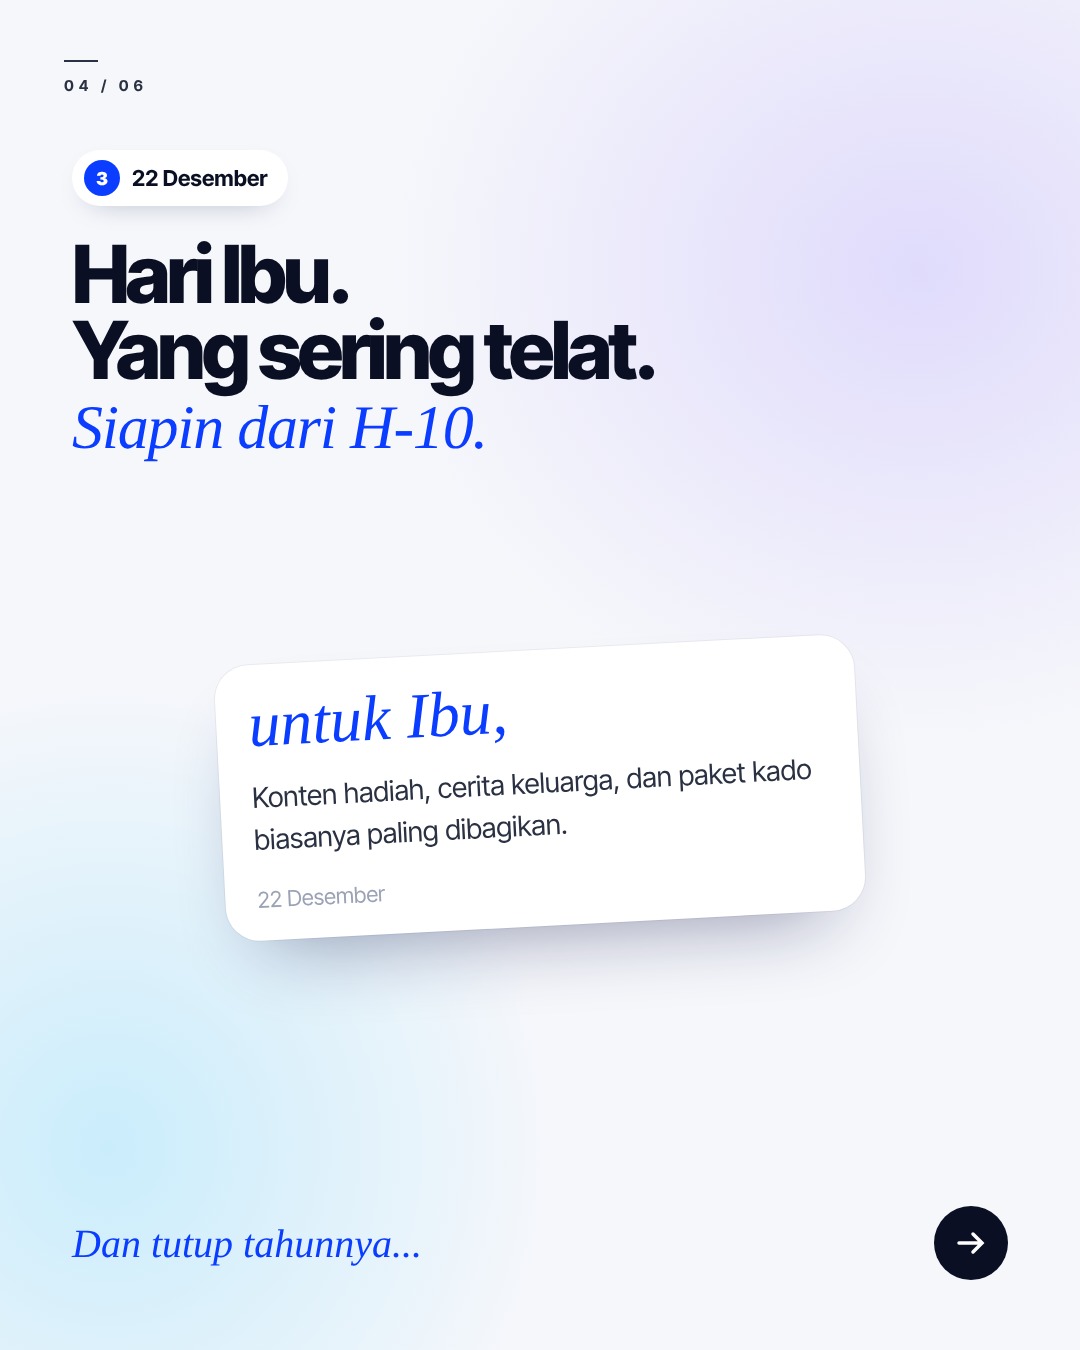 04 / 06
3 22 Desember
Hari Ibu.
Yang sering telat.
Siapin dari H-10.
untuk Ibu,
Konten hadiah, cerita keluarga, dan paket kado
biasanya paling dibagikan.
22 Desember
Dan tutup tahunnya...